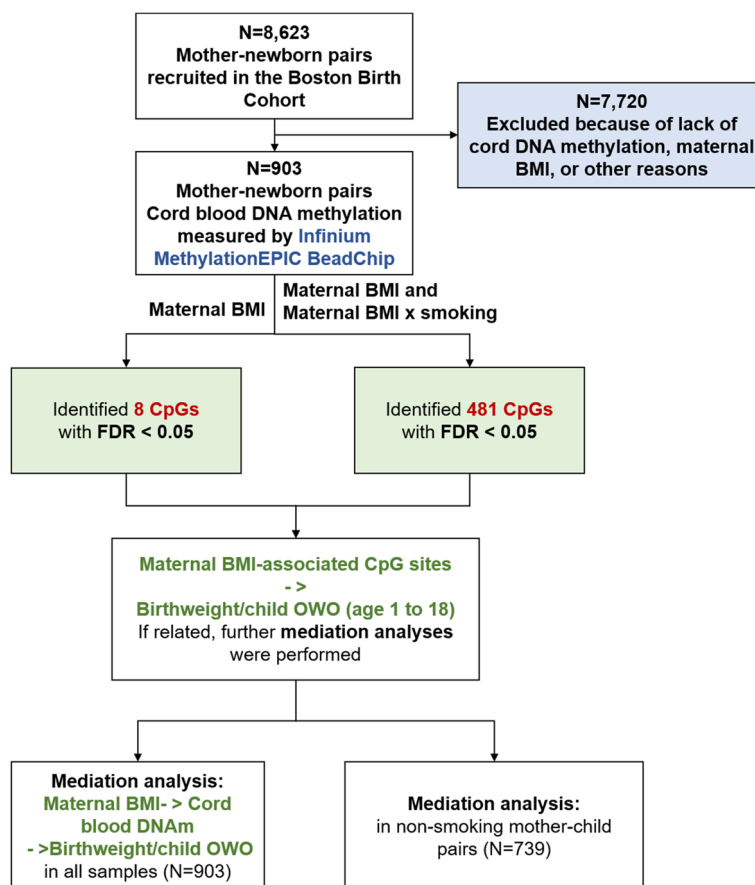 N=8,623
Mother-newborn pairs
recruited in the Boston Birth
Cohort
N=7,720
Excluded because of lack of
cord DNA methylation, maternal
BMI, or other reasons
N=903
Mother-newborn pairs
Cord blood DNA methylation
measured by Infinium
MethylationEPIC BeadChip
Maternal BMI
Maternal BMI and
Maternal BMI x smoking
Identified 8 CpGs
with FDR < 0.05
Identified 481 CpGs
with FDR < 0.05
Maternal BMI-associated CpG sites
- >
Birthweight/child OWO (age 1 to 18)
If related, further mediation analyses
were performed
Mediation analysis:
Maternal BMI- > Cord
blood DNAm
- >Birthweight/child OWO
in all samples (N=903)
Mediation analysis:
in non-smoking mother-child
pairs (N=739)